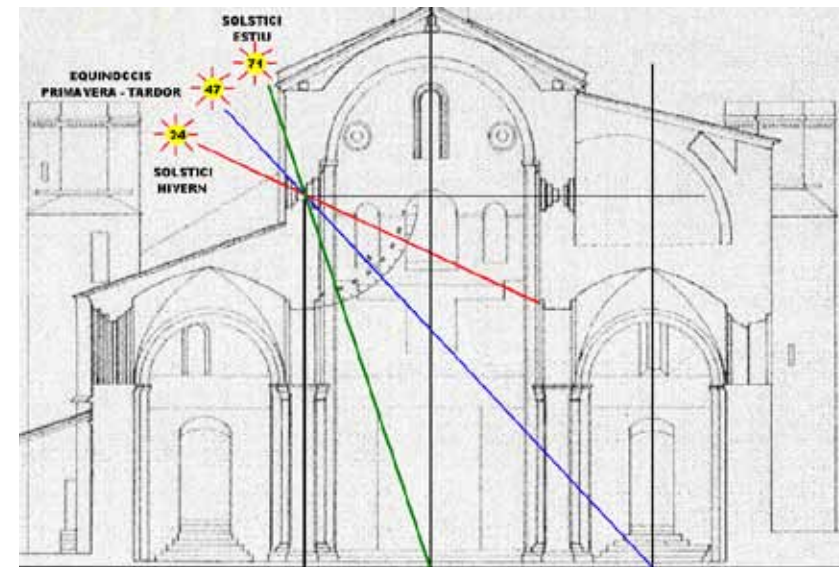 SOLSTICI
ESTIU
71
EQUINOCCIS
PRIMAVERA - TARDOR
47
24
SOLSTICI
HIVERN